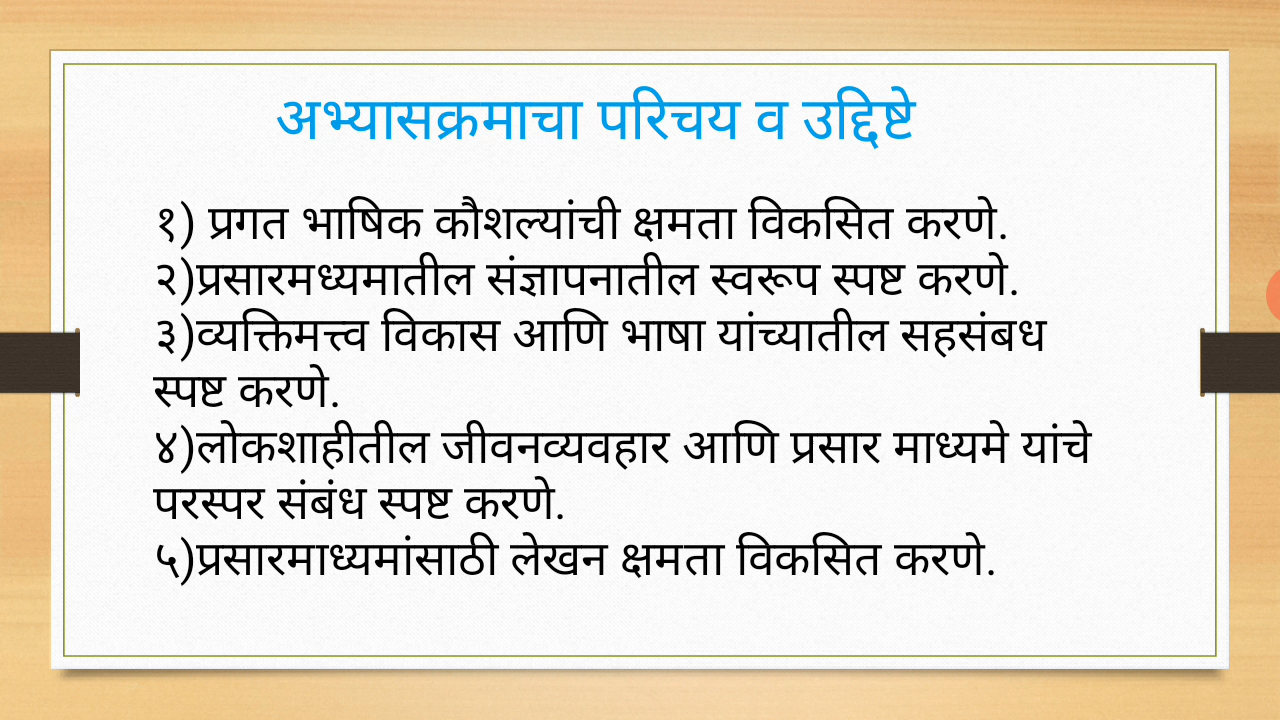 अभ्यासक्रमाचा परिचय व उद्दिष्टे
१) प्रगत भाषिक कौशल्यांची क्षमता विकसित करणे.
२)प्रसारमध्यमातील संज्ञापनातील स्वरूप स्पष्ट करणे.
३)व्यक्तिमत्त्व विकास आणि भाषा यांच्यातील सहसंबध
स्पष्ट करणे.
४)लोकशाहीतील जीवनव्यवहार आणि प्रसार माध्यमे यांचे
परस्पर संबंध स्पष्ट करणे.
५)प्रसारमाध्यमांसाठी लेखन क्षमता विकसित करणे.